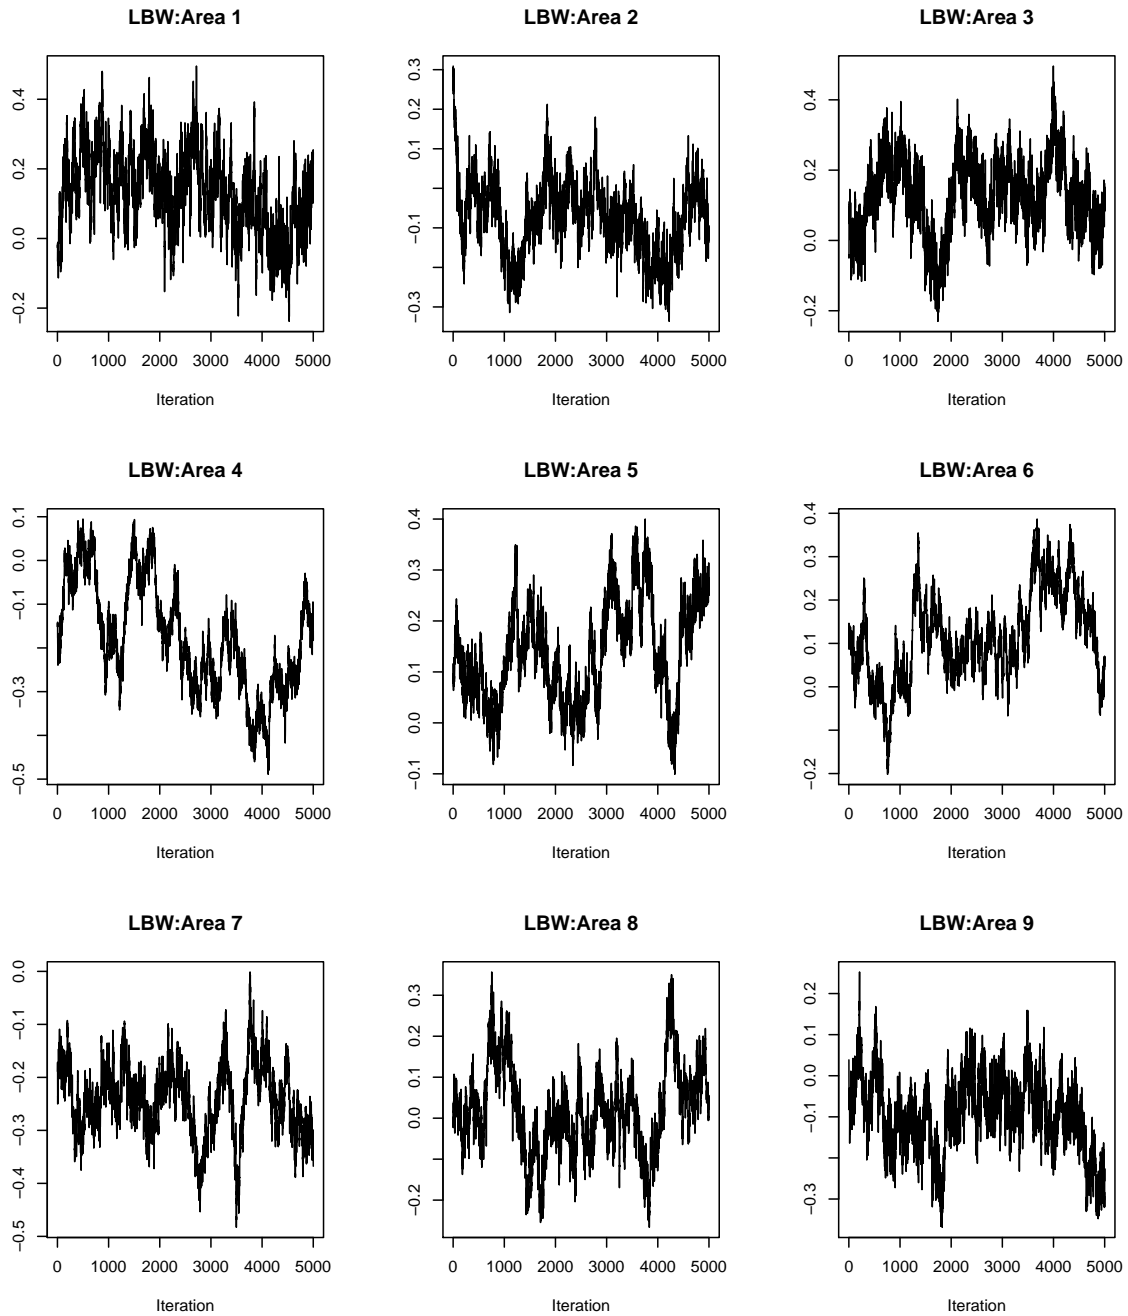 LBW:Area 1 LBW:Area 2 LBW:Area 3
0.4 0.2 0.0 −0.2
0.3 0.2 0.1 −0.1 −0.3
0.4 0.2 0.0 −0.2
0 1000 2000 3000 4000 5000 0 1000 2000 3000 4000 5000 0 1000 2000 3000 4000 5000
Iteration Iteration Iteration
LBW:Area 4 LBW:Area 5 LBW:Area 6
0.1 0.0 −0.1 −0.3 −0.5
0.4 0.3 0.2 0.1 0.0 −0.1
0.4 0.3 0.2 0.1 0.0 −0.2
0 1000 2000 3000 4000 5000 0 1000 2000 3000 4000 5000 0 1000 2000 3000 4000 5000
Iteration Iteration Iteration
LBW:Area 7 LBW:Area 8 LBW:Area 9
0.0 −0.1 −0.2 −0.3 −0.4 −0.5
0.3 0.2 0.1 0.0 −0.2
0.2 0.1 0.0 −0.1 −0.3
0 1000 2000 3000 4000 5000 0 1000 2000 3000 4000 5000 0 1000 2000 3000 4000 5000
Iteration Iteration Iteration